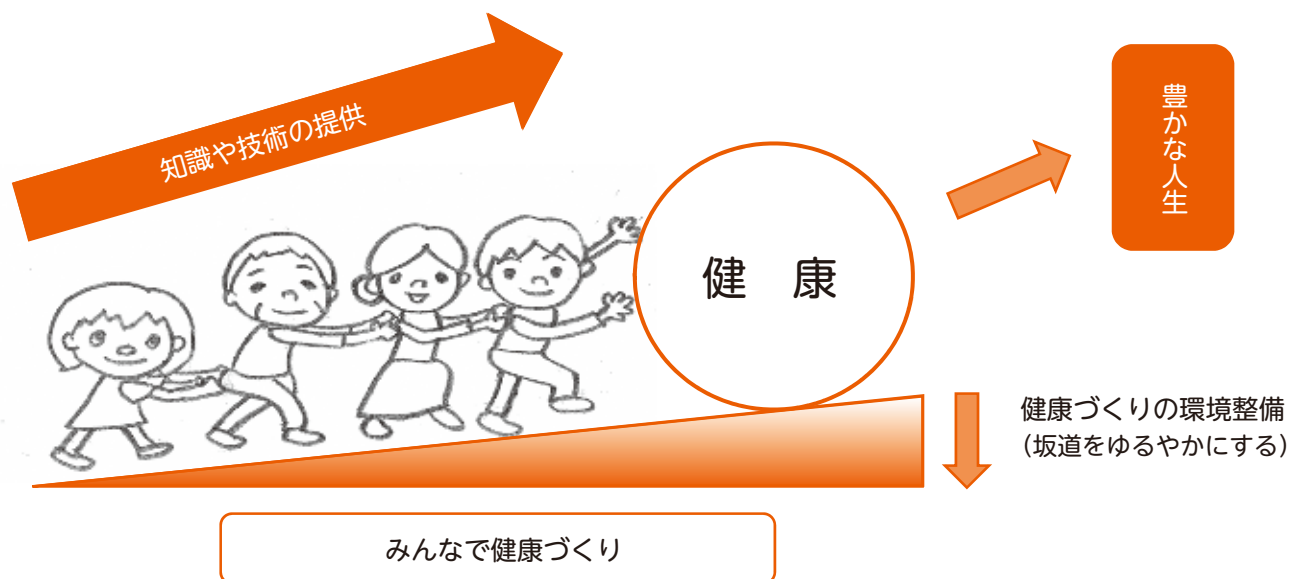 知識や技術の提供
豊かな人生
健　康
健康づくりの環境整備
（坂道をゆるやかにする）
みんなで健康づくり